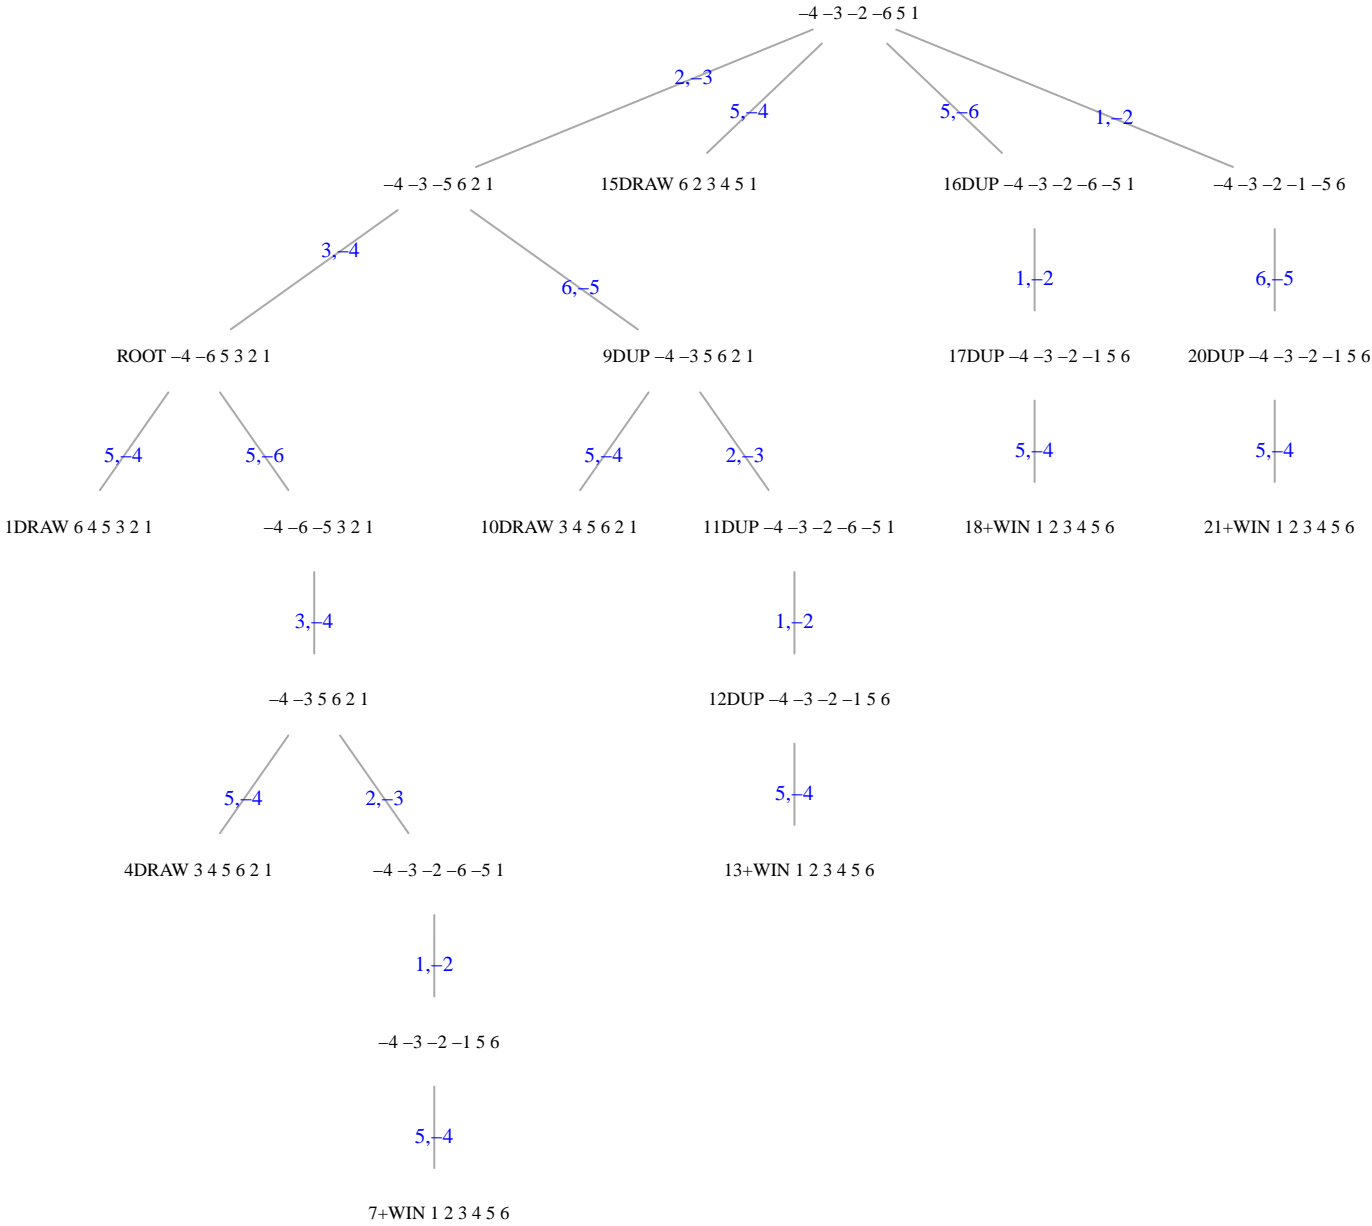 –4 –3 –2 –6 5 1
2,–3
5,–4
5,–6
1,–2
–4 –3 –5 6 2 1
15DRAW 6 2 3 4 5 1
16DUP –4 –3 –2 –6 –5 1
–4 –3 –2 –1 –5 6
3,–4
6,–5
1,–2
6,–5
ROOT –4 –6 5 3 2 1
9DUP –4 –3 5 6 2 1
17DUP –4 –3 –2 –1 5 6
20DUP –4 –3 –2 –1 5 6
5,–4
5,–6
5,–4
2,–3
5,–4
5,–4
1DRAW 6 4 5 3 2 1
–4 –6 –5 3 2 1
10DRAW 3 4 5 6 2 1
11DUP –4 –3 –2 –6 –5 1
18+WIN 1 2 3 4 5 6
21+WIN 1 2 3 4 5 6
3,–4
1,–2
–4 –3 5 6 2 1
12DUP –4 –3 –2 –1 5 6
5,–4
2,–3
5,–4
4DRAW 3 4 5 6 2 1
–4 –3 –2 –6 –5 1
13+WIN 1 2 3 4 5 6
1,–2
–4 –3 –2 –1 5 6
5,–4
7+WIN 1 2 3 4 5 6